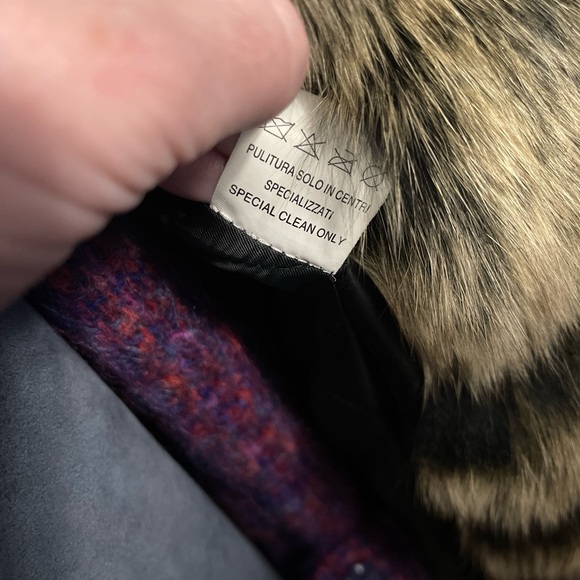 PULITURA SOLO IN CENTRI
SPECIALIZZATI
SPECIAL CLEAN ONLY